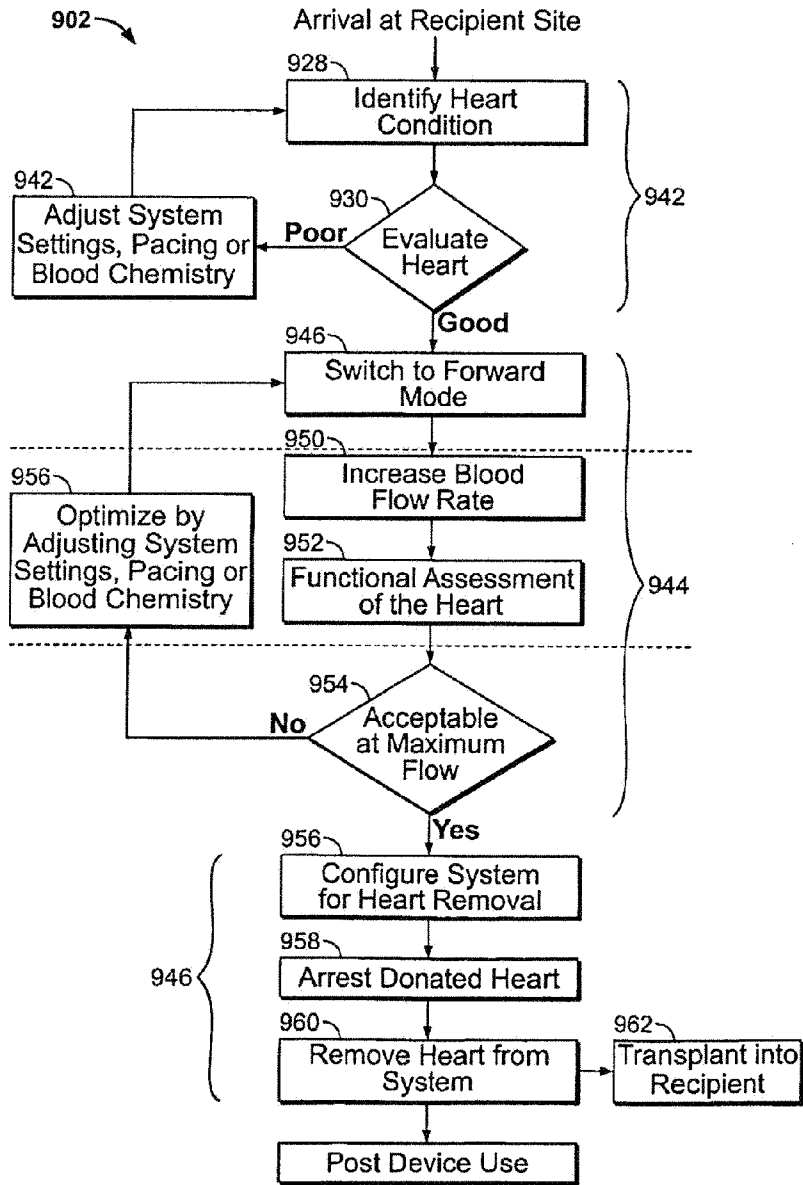 902
Arrival at Recipient Site
928
Identify Heart
Condition
942
Adjust System
Settings, Pacing or
Blood Chemistry
930
Poor
Evaluate
Heart
942
Good
946
Switch to Forward
Mode
950
Increase Blood
Flow Rate
956
Optimize by
Adjusting System
Settings, Pacing or
Blood Chemistry
952
Functional Assessment
of the Heart
944
954
No
Acceptable
at Maximum
Flow
Yes
956
Configure System
for Heart Removal
946
958
Arrest Donated Heart
960
Remove Heart from
System
962
Transplant into
Recipient
Post Device Use